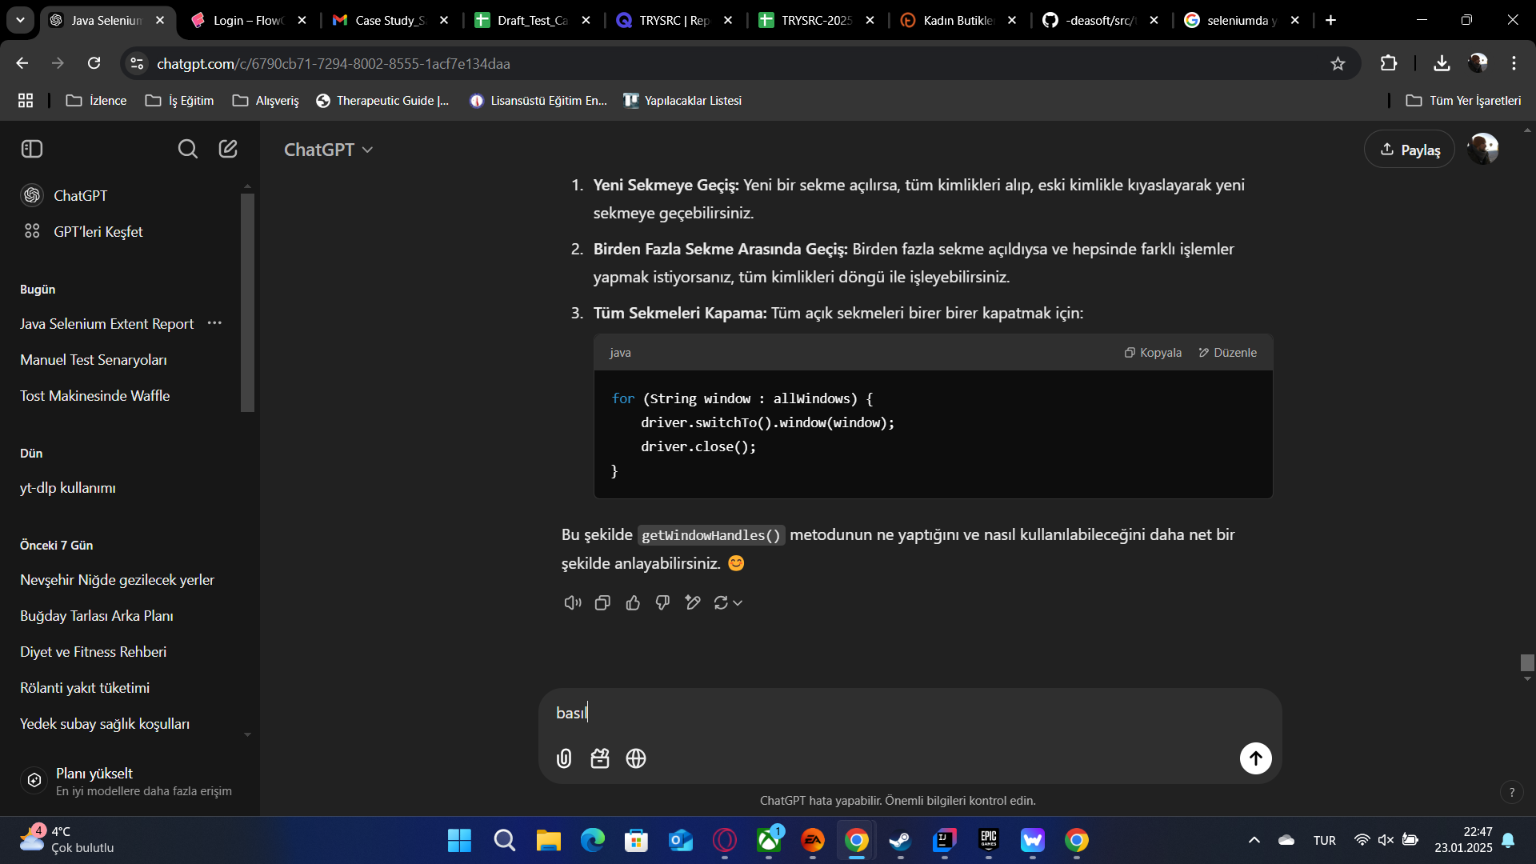 Java Selenium
Login – Flow
Case Study_S
Draft_Test_Ca
TRYSRC | Rep
TRYSRC-2025
Kadın Butikle
-deasoft/src/
seleniumda y
chatgpt.com/c/6790cb71-7294-8002-8555-1acf7e134daa
İzlence
İş Eğitim
Alışveriş
Therapeutic Guide |...
Lisansüstü Eğitim En...
Yapılacaklar Listesi
Tüm Yer İşaretleri
ChatGPT
Paylaş
ChatGPT
GPT'leri Keşfet
Bugün
Java Selenium Extent Report
Manuel Test Senaryoları
Tost Makinesinde Waffle
Dün
yt-dlp kullanımı
Önceki 7 Gün
Nevşehir Niğde gezilecek yerler
Buğday Tarlası Arka Planı
Diyet ve Fitness Rehberi
Rölanti yakıt tüketimi
Yedek subay sağlık koşulları
Planı yükselt
En iyi modellere daha fazla erişim
1. Yeni Sekmeye Geçiş: Yeni bir sekme açılırsa, tüm kimlikleri alıp, eski kimlikle kıyaslayarak yeni
sekmeye geçebilirsiniz.
2. Birden Fazla Sekme Arasında Geçiş: Birden fazla sekme açıldıysa ve hepsinde farklı işlemler
yapmak istiyorsanız, tüm kimlikleri döngü ile işleyebilirsiniz.
3. Tüm Sekmeleri Kapama: Tüm açık sekmeleri birer birer kapatmak için:
java
Kopyala
Düzenle
for (String window : allWindows) {
driver.switchTo().window(window);
driver.close();
}
Bu şekilde getWindowHandles() metodunun ne yaptığını ve nasıl kullanılabileceğini daha net bir
şekilde anlayabilirsiniz. 😊
basıl
ChatGPT hata yapabilir. Önemli bilgileri kontrol edin.
?
4
4°C
Çok bulutlu
1
EA
IJ
EPIC
GAMES
TUR
22:47
23.01.2025